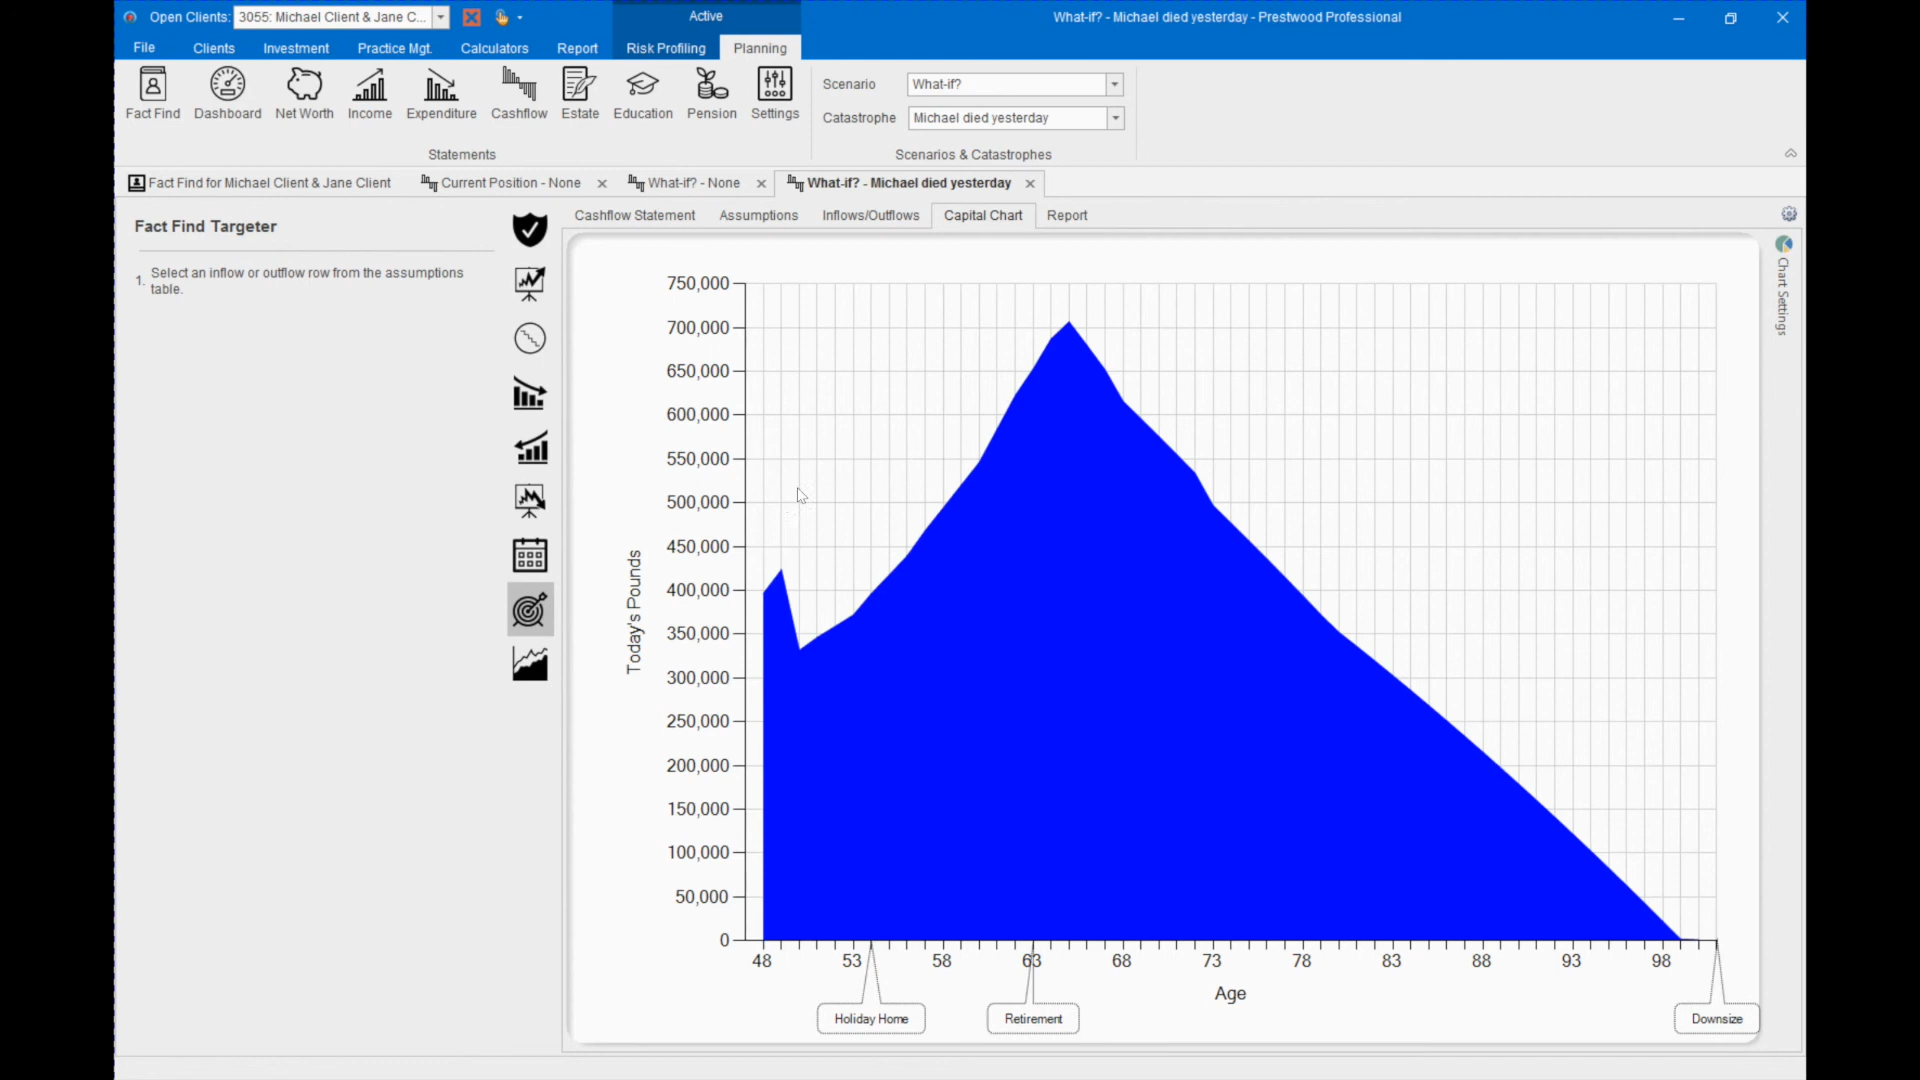 Open Clients: 3055: Michael Client & Jane C...
Active
What-if? - Michael died yesterday - Prestwood Professional
File Clients Investment Practice Mgt. Calculators Report Risk Profiling Planning
Fact Find Dashboard Net Worth Income Expenditure Cashflow Estate Education Pension Settings
Statements
Scenario What-if?
Catastrophe Michael died yesterday
Scenarios & Catastrophes
Fact Find for Michael Client & Jane Client Current Position - None What-if? - None What-if? - Michael died yesterday
Fact Find Targeter
1. Select an inflow or outflow row from the assumptions
table.
Cashflow Statement Assumptions Inflows/Outflows Capital Chart Report
Chart Settings
750,000
700,000
650,000
600,000
550,000
500,000
450,000
400,000
350,000
300,000
250,000
200,000
150,000
100,000
50,000
0
Today's Pounds
48 53 58 63 68 73 78 83 88 93 98
Age
Holiday Home Retirement Downsize